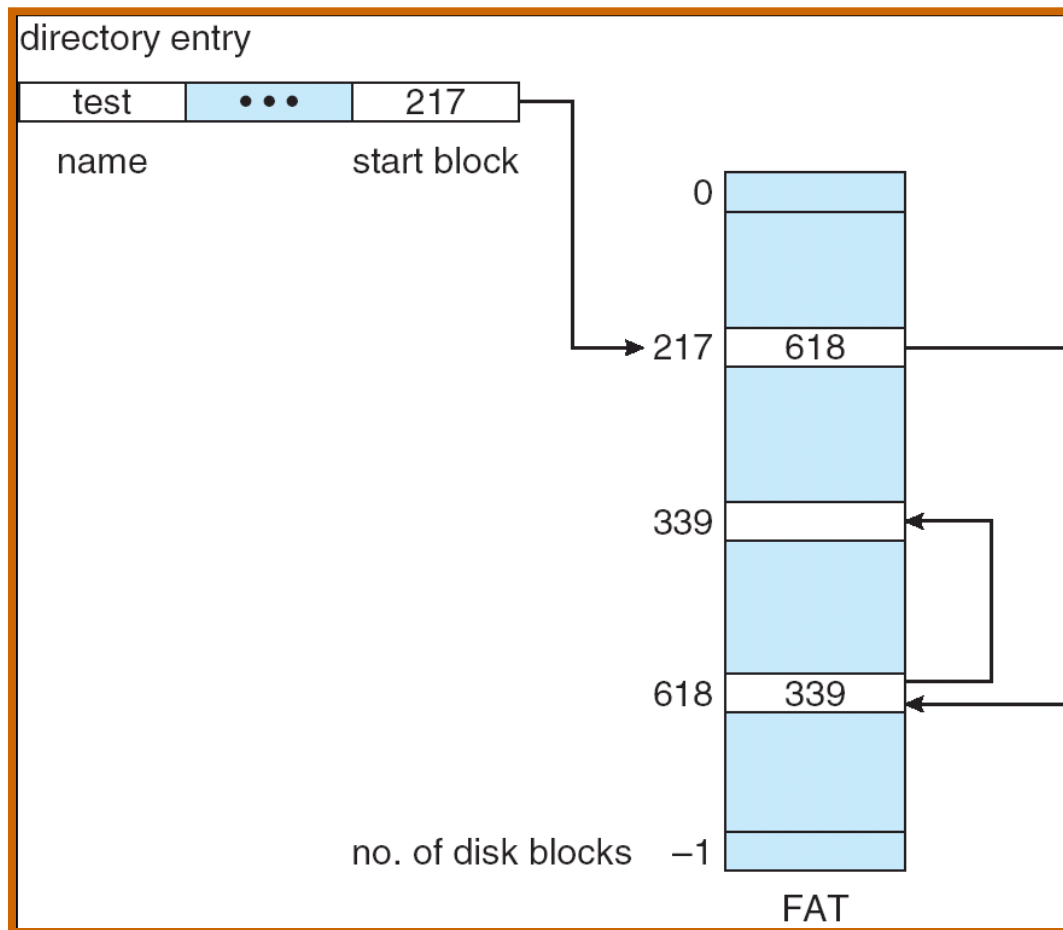 directory entry
test ••• 217
name start block
0
217 618
339
618 339
no. of disk blocks –1
FAT